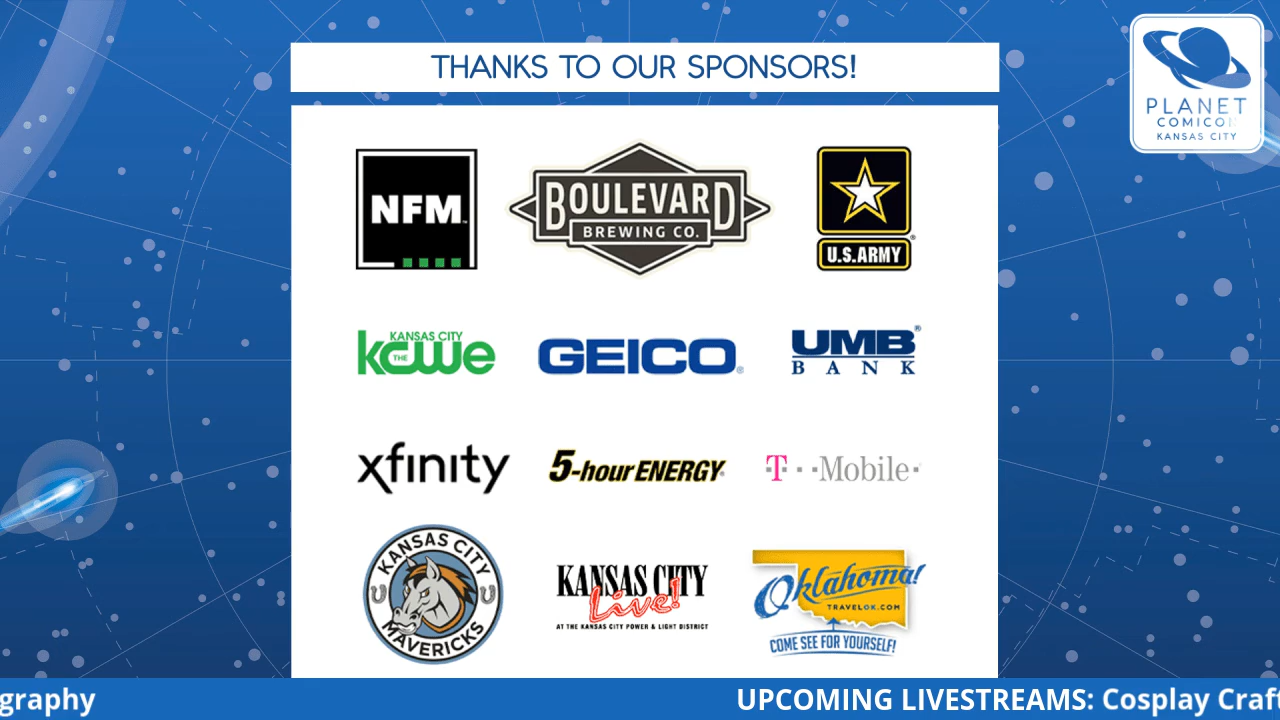 THANKS TO OUR SPONSORS!
PLANET
COMICON
KANSAS CITY
NFM
BOULEVARD
BREWING CO.
U.S.ARMY
KANSAS CITY
THE
kcwe
GEICO
UMB
BANK
xfinity
5-hour ENERGY
T··Mobile·
KANSAS CITY
MAVERICKS
KANSAS CITY
Live!
AT THE KANSAS CITY POWER & LIGHT DISTRICT
Oklahoma!
TRAVELOK.COM
COME SEE FOR YOURSELF!
graphy
UPCOMING LIVESTREAMS: Cosplay Craf